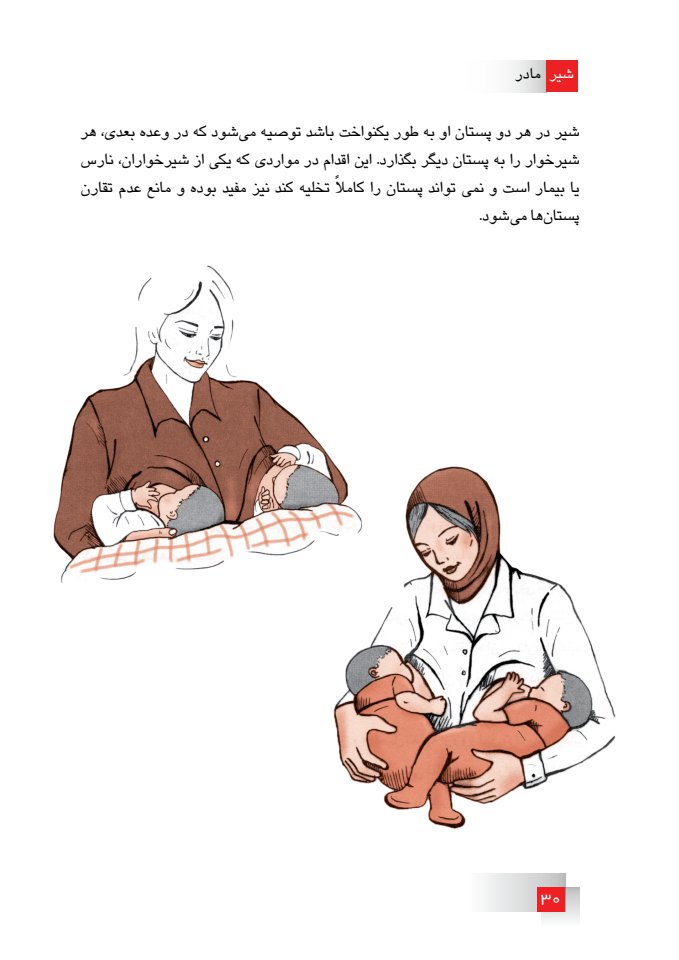 شیر مادر
شیر در هر دو پستان او به طور یکنواخت باشد توصیه می‌شود که در وعده بعدی، هر
شیرخوار را به پستان دیگر بگذارد. این اقدام در مواردی که یکی از شیرخواران، نارس
یا بیمار است و نمی تواند پستان را کاملاً تخلیه کند نیز مفید بوده و مانع عدم تقارن
پستان‌ها می‌شود.
۳۰